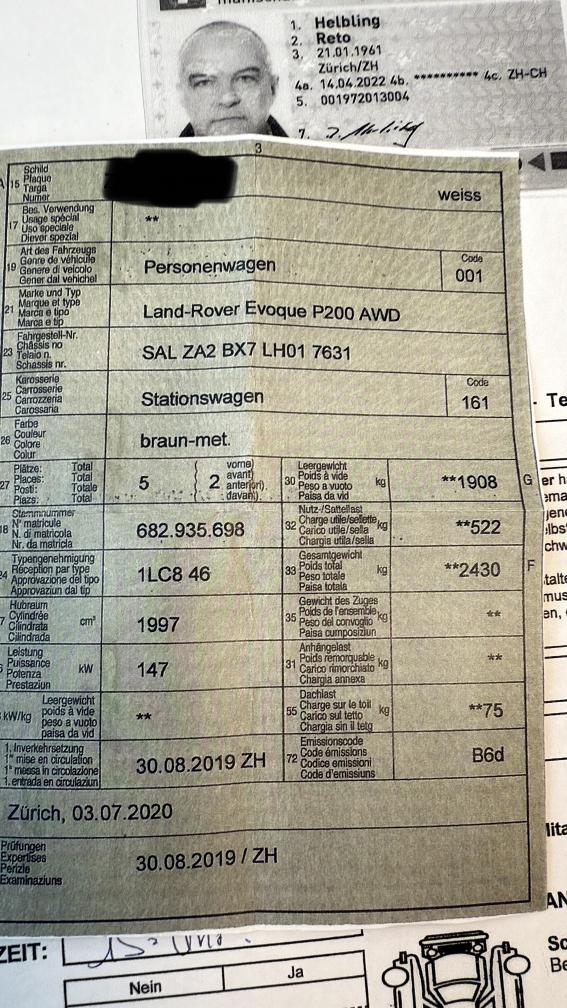 1. Helbling
2. Reto
3. 21.01.1961
Zürich/ZH
4a. 14.04.2022 4b. ********** 4c. ZH-CH
5. 001972013004
7.
3
A 15 Schild
Plaque
Targa
Numer
weiss
17 Bes. Verwendung
Usage spécial
Uso speciale
Diever spezial
**
19 Art des Fahrzeugs
Genre de véhicule
Genere di veicolo
Gener dal vehichel
Personenwagen
Code
001
21 Marke und Typ
Marque et type
Marca e tipo
Marca e tip
Land-Rover Evoque P200 AWD
23 Fahrgestell-Nr.
Châssis no
Telaio n.
Schassis nr.
SAL ZA2 BX7 LH01 7631
25 Karosserie
Carrosserie
Carrozzeria
Carossaria
Stationswagen
Code
161
26 Farbe
Couleur
Colore
Colur
braun-met.
27 Plätze: Total
Places: Total
Posti: Totale
Plazs: Total
5
2 vorne)
avant)
anteriori).
davant).
30 Leergewicht
Poids à vide
Peso a vuoto
Paisa da vid
kg
**1908
G
18 Stammnummer
N° matricule
N. di matricola
Nr. da matricla
682.935.698
32 Nutz-/Sattellast
Charge utile/sellette
Carico utile/sella
Chargia utila/sella
kg
**522
24 Typengenehmigung
Réception par type
Approvazione del tipo
Approvaziun dal tip
1LC8 46
33 Gesamtgewicht
Poids total
Peso totale
Paisa totala
kg
**2430
F
7 Hubraum
Cylindrée
Cilindrata
Cilindrada
cm³
1997
35 Gewicht des Zuges
Poids de l'ensemble
Peso del convoglio
Paisa cumposiziun
kg
**
Leistung
Puissance
Potenza
Prestaziun
kW
147
31 Anhängelast
Poids remorquable
Carico rimorchiato
Chargia annexa
kg
**
kW/kg
Leergewicht
poids à vide
peso a vuoto
paisa da vid
**
55 Dachlast
Charge sur le toit
Carico sul tetto
Chargia sin il tetg
kg
**75
1. Inverkehrsetzung
1re mise en circulation
1a messa in circolazione
1. entrada en circulaziun
30.08.2019 ZH
72 Emissionscode
Code émissions
Codice emissioni
Code d'emissiuns
B6d
Zürich, 03.07.2020
Prüfungen
Expertises
Perizie
Examinaziuns
30.08.2019 / ZH
ZEIT:
Nein
Ja